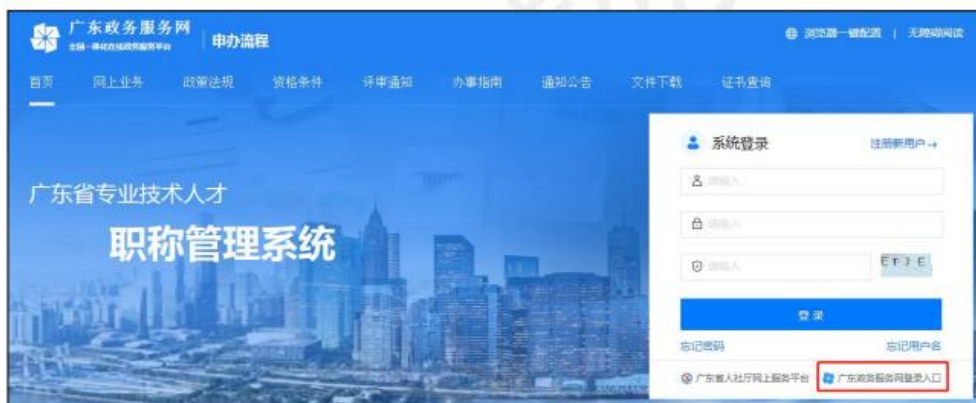 广东政务服务网
全国一体化在线政务服务平台
申办流程
浏览器一键配置 | 无障碍阅读
首页 网上业务 政策法规 资格条件 评审通知 办事指南 通知公告 文件下载 证书查询
系统登录 注册新用户→
请输入
广东省专业技术人才
请输入
职称管理系统
请输入
登 录
忘记密码 忘记用户名
广东省人社厅网上服务平台 广东政务服务网登录入口